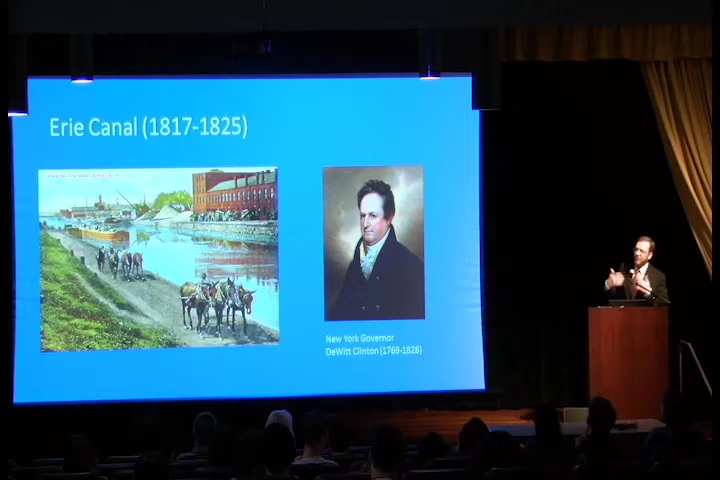 Erie Canal (1817-1825)
New York Governor
DeWitt Clinton (1769-1828)